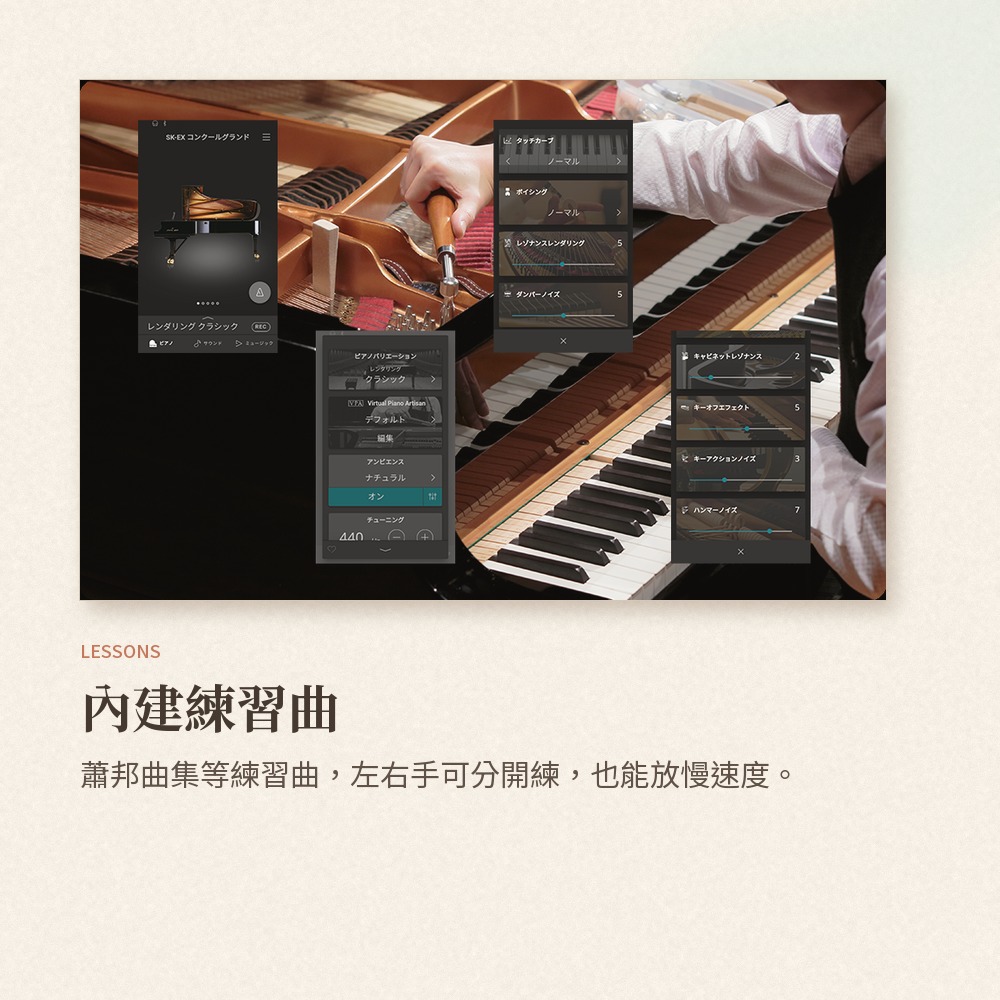 SK-EX コンクールグランド
レンダリング クラシック
REC
ピアノ
サウンド
ミュージック
ピアノバリエーション
レンダリング
クラシック
VPA Virtual Piano Artisan
デフォルト
編集
アンビエンス
ナチュラル
オン
チューニング
440
タッチカーブ
ノーマル
ボイシング
ノーマル
レゾナンスレンダリング 5
ダンパーノイズ 5
キャビネットレゾナンス 2
キーオフエフェクト 5
キーアクションノイズ 3
ハンマーノイズ 7
LESSONS
內建練習曲
蕭邦曲集等練習曲，左右手可分開練，也能放慢速度。